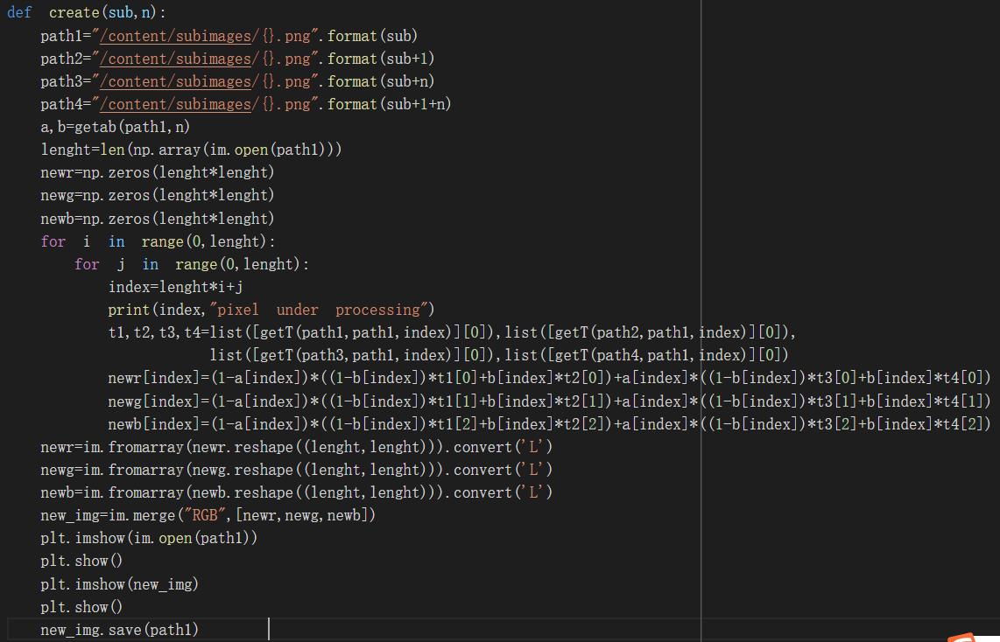 def create(sub,n):
    path1="/content/subimages/{}.png".format(sub)
    path2="/content/subimages/{}.png".format(sub+1)
    path3="/content/subimages/{}.png".format(sub+n)
    path4="/content/subimages/{}.png".format(sub+1+n)
    a,b=getab(path1,n)
    lenght=len(np.array(im.open(path1)))
    newr=np.zeros(lenght*lenght)
    newg=np.zeros(lenght*lenght)
    newb=np.zeros(lenght*lenght)
    for i in range(0,lenght):
        for j in range(0,lenght):
            index=lenght*i+j
            print(index,"pixel under processing")
            t1,t2,t3,t4=list([getT(path1,path1,index)][0]),list([getT(path2,path1,index)][0]),
                        list([getT(path3,path1,index)][0]),list([getT(path4,path1,index)][0])
            newr[index]=(1-a[index])*((1-b[index])*t1[0]+b[index]*t2[0])+a[index]*((1-b[index])*t3[0]+b[index]*t4[0])
            newg[index]=(1-a[index])*((1-b[index])*t1[1]+b[index]*t2[1])+a[index]*((1-b[index])*t3[1]+b[index]*t4[1])
            newb[index]=(1-a[index])*((1-b[index])*t1[2]+b[index]*t2[2])+a[index]*((1-b[index])*t3[2]+b[index]*t4[2])
    newr=im.fromarray(newr.reshape((lenght,lenght))).convert('L')
    newg=im.fromarray(newg.reshape((lenght,lenght))).convert('L')
    newb=im.fromarray(newb.reshape((lenght,lenght))).convert('L')
    new_img=im.merge("RGB",[newr,newg,newb])
    plt.imshow(im.open(path1))
    plt.show()
    plt.imshow(new_img)
    plt.show()
    new_img.save(path1)